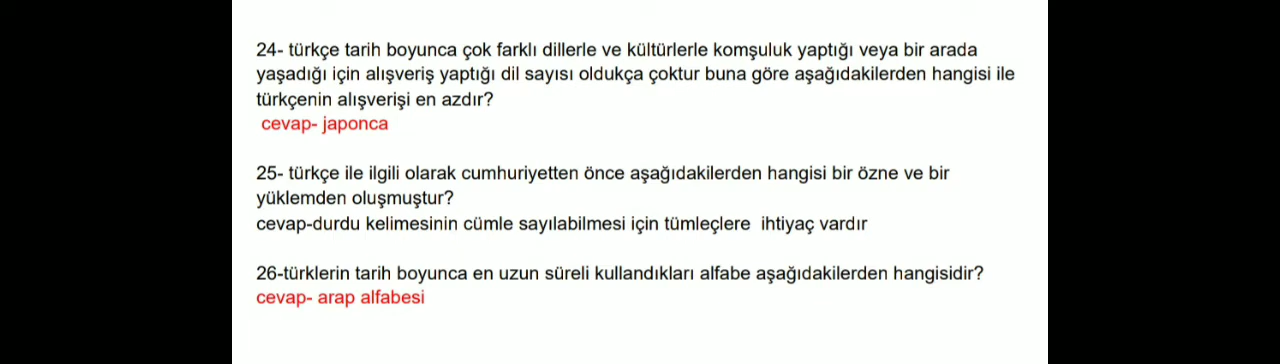 24- türkçe tarih boyunca çok farklı dillerle ve kültürlerle komşuluk yaptığı veya bir arada
yaşadığı için alışveriş yaptığı dil sayısı oldukça çoktur buna göre aşağıdakilerden hangisi ile
türkçenin alışverişi en azdır?
cevap- japonca
25- türkçe ile ilgili olarak cumhuriyetten önce aşağıdakilerden hangisi bir özne ve bir
yüklemden oluşmuştur?
cevap-durdu kelimesinin cümle sayılabilmesi için tümleçlere ihtiyaç vardır
26-türklerin tarih boyunca en uzun süreli kullandıkları alfabe aşağıdakilerden hangisidir?
cevap- arap alfabesi